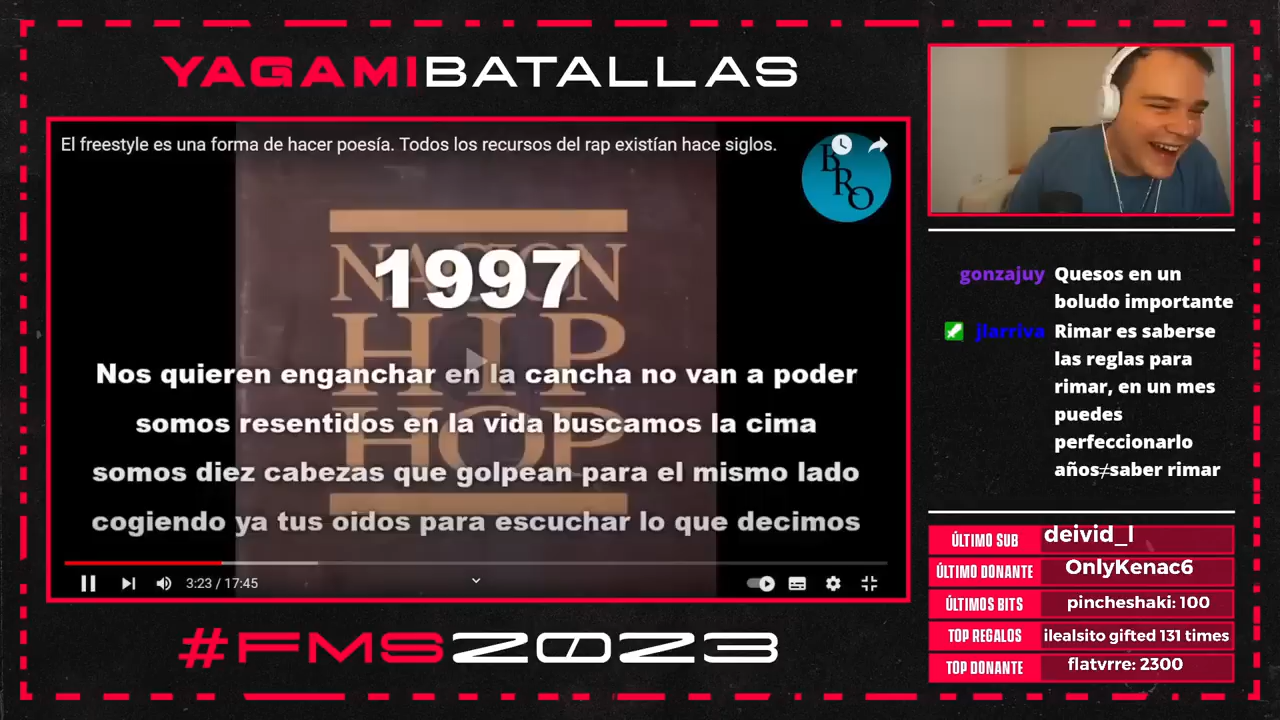 YAGAMIBATALLAS
El freestyle es una forma de hacer poesía. Todos los recursos del rap existían hace siglos.
BRO
NACION
1997
HIP
HOP
Nos quieren enganchar en la cancha no van a poder
somos resentidos en la vida buscamos la cima
somos diez cabezas que golpean para el mismo lado
cogiendo ya tus oidos para escuchar lo que decimos
3:23 / 17:45
#FMS2023
gonzajuy Quesos en un
boludo importante
jlarriva Rimar es saberse
las reglas para
rimar, en un mes
puedes
perfeccionarlo
años≠saber rimar
ÚLTIMO SUB deivid_l
ÚLTIMO DONANTE OnlyKenac6
ÚLTIMOS BITS pincheshaki: 100
TOP REGALOS ilealsito gifted 131 times
TOP DONANTE flatvrre: 2300